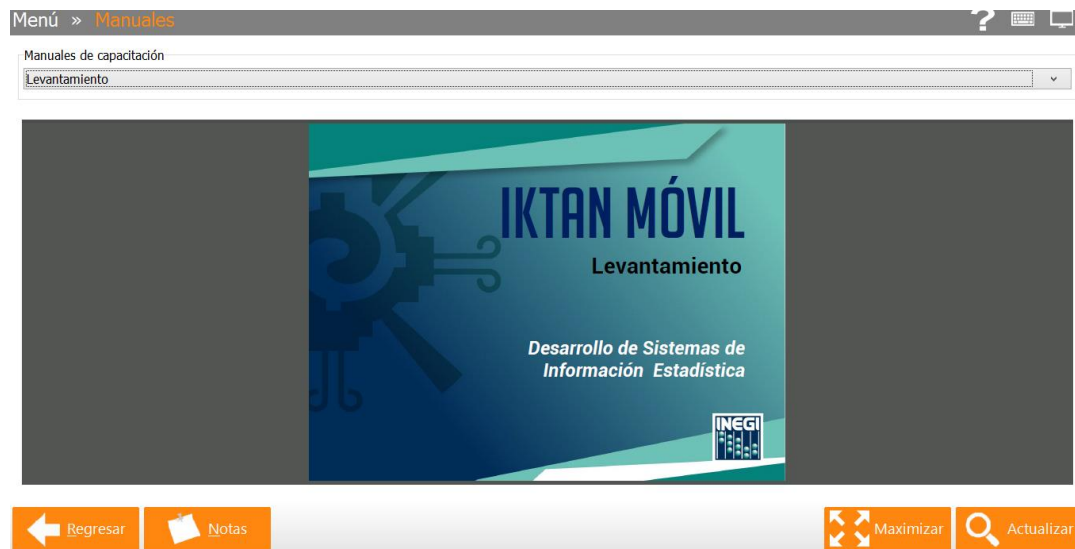 Menú » Manuales
?
Manuales de capacitación
Levantamiento
IKTAN MÓVIL
Levantamiento
Desarrollo de Sistemas de
Información Estadística
INEGI
Regresar
Notas
Maximizar
Actualizar